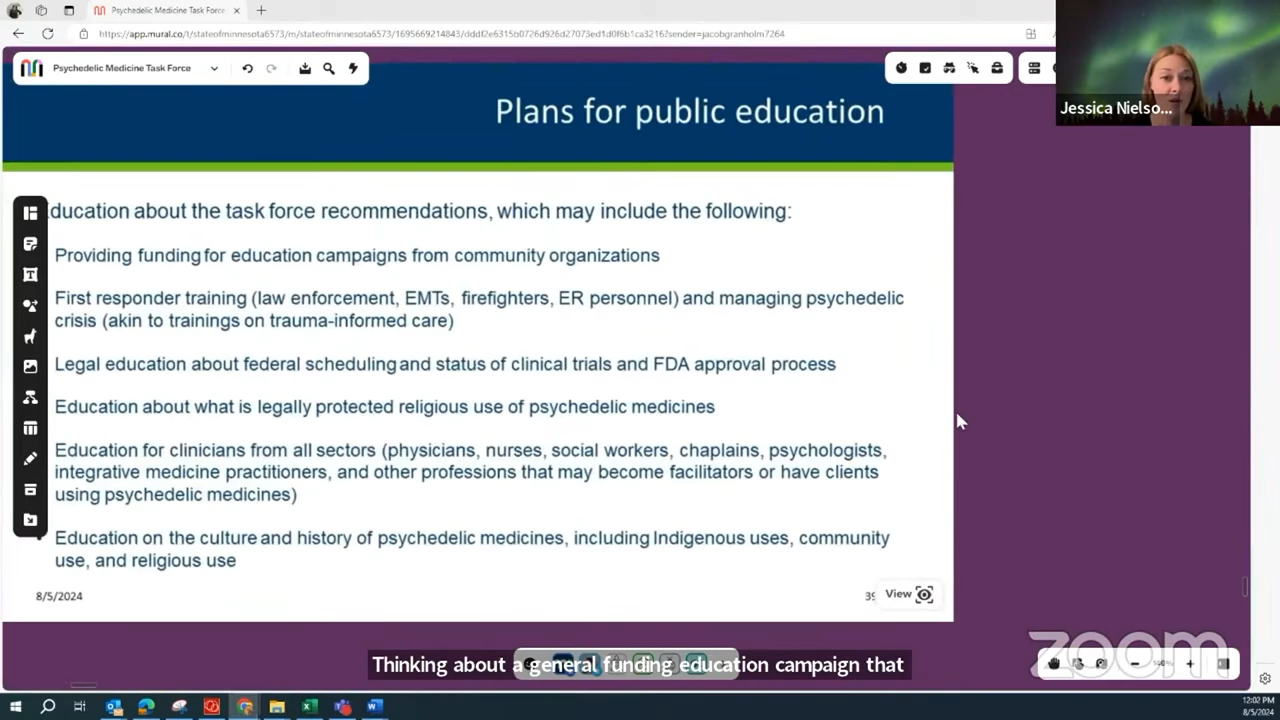 Psychedelic Medicine Task Force
https://app.mural.co/t/stateofminnesota6573/m/stateofminnesota6573/1695669214843/dddf2e6315b0726d926d27073ed1d0f6b1ca3216?sender=jacobgranholm7264
Psychedelic Medicine Task Force
Jessica Nielso...
Plans for public education
ducation about the task force recommendations, which may include the following:
Providing funding for education campaigns from community organizations
First responder training (law enforcement, EMTs, firefighters, ER personnel) and managing psychedelic
crisis (akin to trainings on trauma-informed care)
Legal education about federal scheduling and status of clinical trials and FDA approval process
Education about what is legally protected religious use of psychedelic medicines
Education for clinicians from all sectors (physicians, nurses, social workers, chaplains, psychologists,
integrative medicine practitioners, and other professions that may become facilitators or have clients
using psychedelic medicines)
Education on the culture and history of psychedelic medicines, including Indigenous uses, community
use, and religious use
8/5/2024
39
View
Thinking about a general funding education campaign that
zoom
12:02 PM
8/5/2024